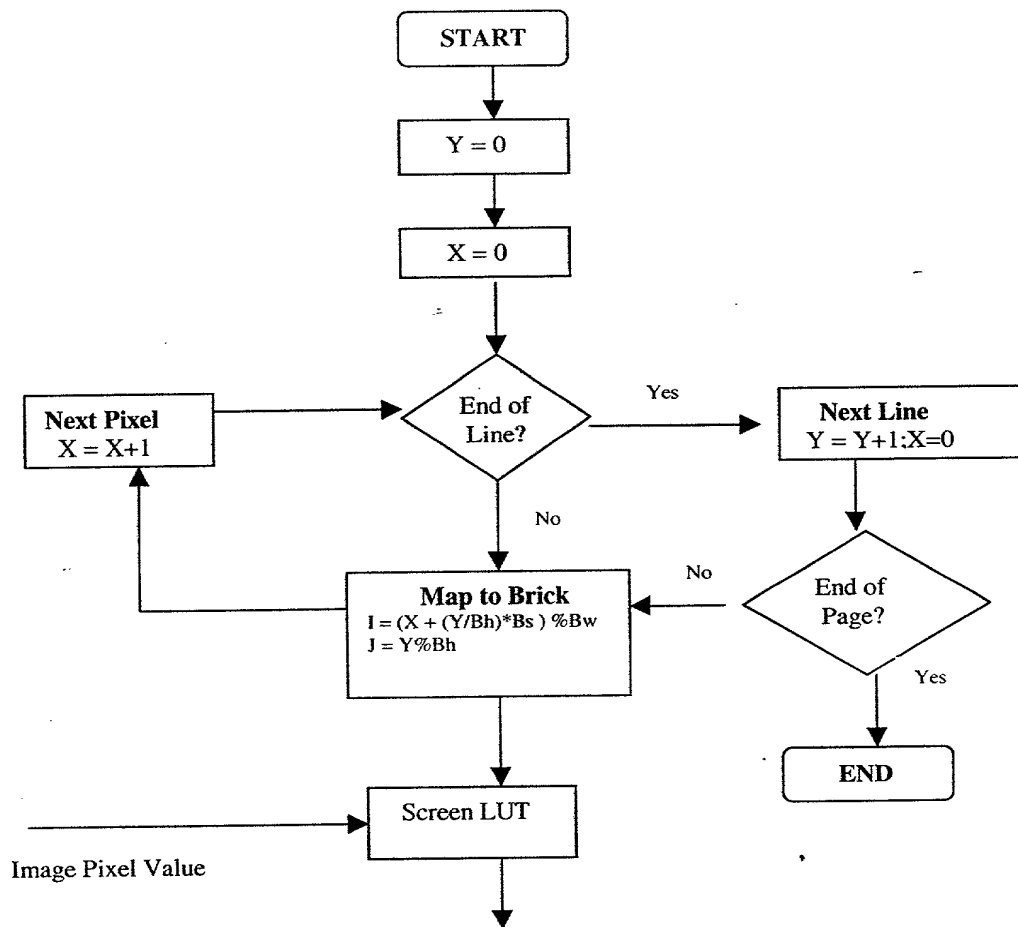 START
Y = 0
X = 0
End of
Line?
Yes
Next Pixel
X = X+1
Next Line
Y = Y+1;X=0
No
Map to Brick
I = (X + (Y/Bh)*Bs ) %Bw
J = Y%Bh
No
End of
Page?
Yes
END
Screen LUT
Image Pixel Value